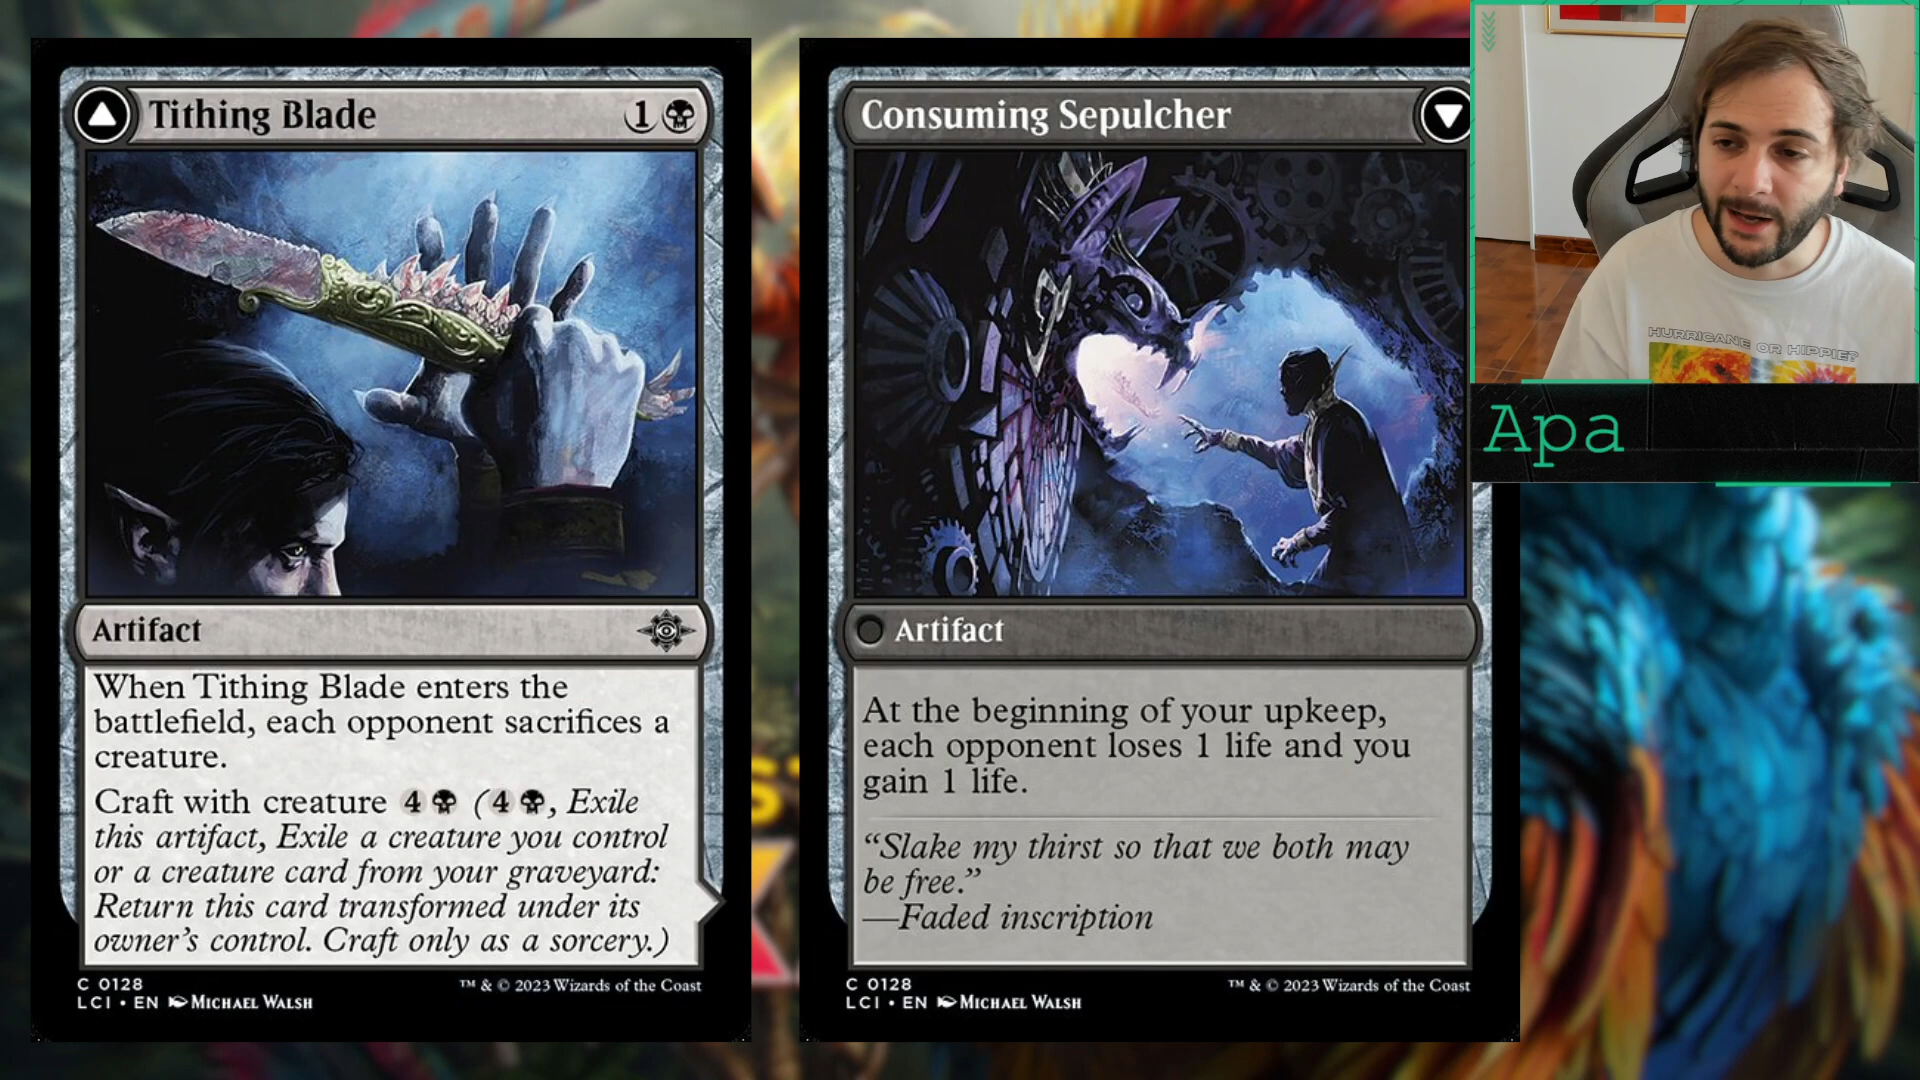 Tithing Blade
1
Artifact
When Tithing Blade enters the
battlefield, each opponent sacrifices a
creature.
Craft with creature 4 (4, Exile
this artifact, Exile a creature you control
or a creature card from your graveyard:
Return this card transformed under its
owner's control. Craft only as a sorcery.)
C 0128
LCI • EN Michael Walsh
™ & © 2023 Wizards of the Coast
Consuming Sepulcher
Artifact
At the beginning of your upkeep,
each opponent loses 1 life and you
gain 1 life.
“Slake my thirst so that we both may
be free.”
—Faded inscription
C 0128
LCI • EN Michael Walsh
™ & © 2023 Wizards of the Coast
HURRICANE OR HIPPIE?
Apa